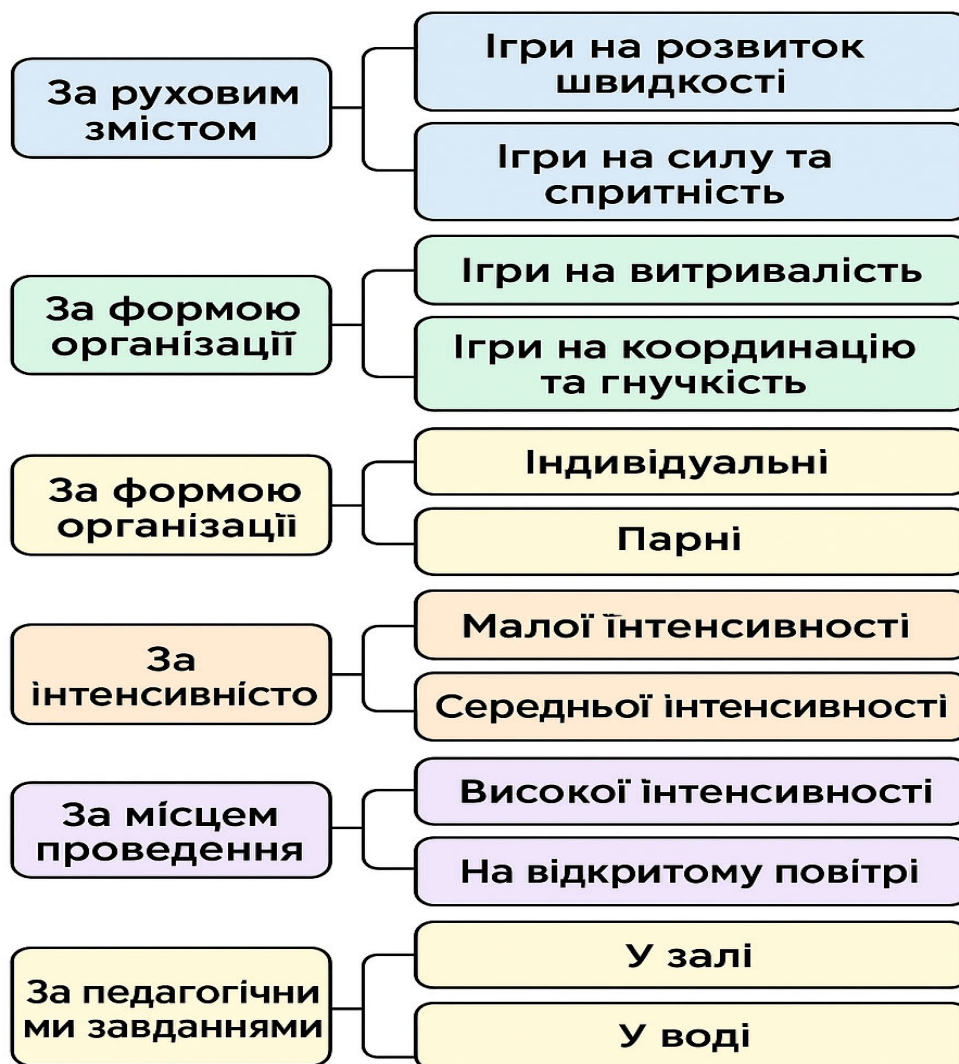 За руховим
змістом
Ігри на розвиток
швидкості
Ігри на силу та
спритність
За формою
організації
Ігри на витривалість
Ігри на координацію
та гнучкість
За формою
організації
Індивідуальні
Парні
За
інтенсивністо
Малої їнтенсивності
Середньої інтенсивності
За місцем
проведення
Високої їнтенсивності
На відкритому повітрі
За педагогічни
ми завданнями
У залі
У воді